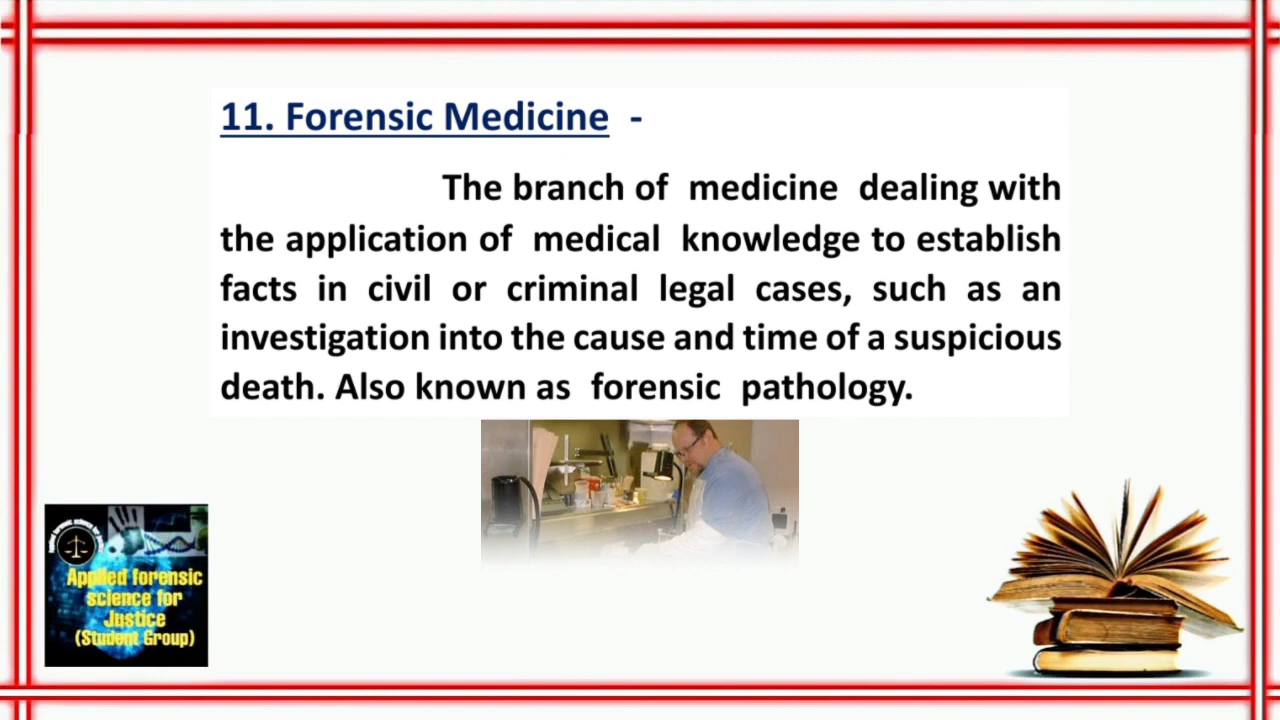 11. Forensic Medicine -
The branch of medicine dealing with
the application of medical knowledge to establish
facts in civil or criminal legal cases, such as an
investigation into the cause and time of a suspicious
death. Also known as forensic pathology.
Applied forensic
science for
Justice
(Student Group)